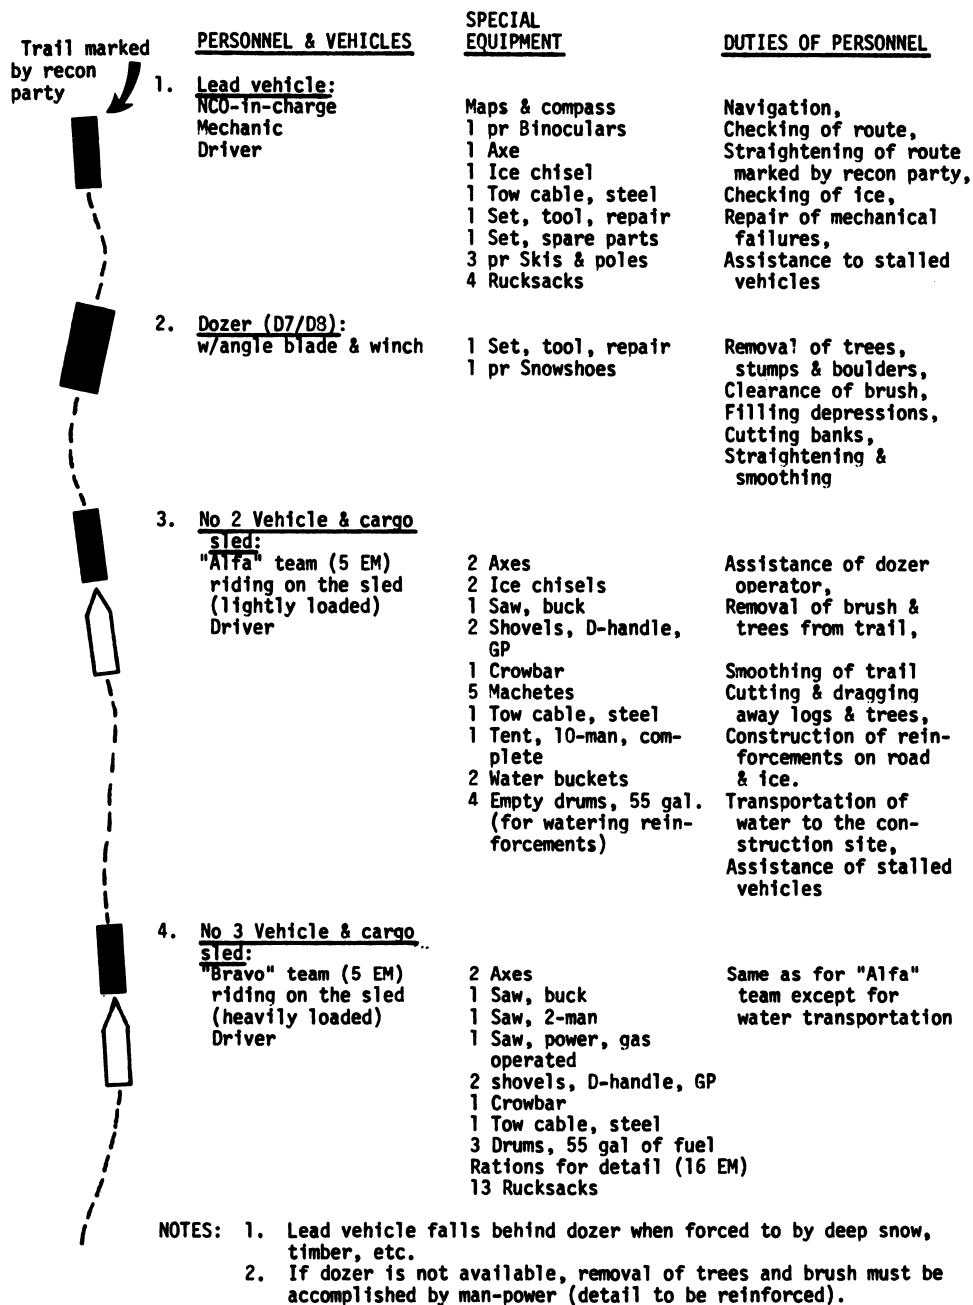 Trail marked
by recon
party
PERSONNEL & VEHICLES
SPECIAL
EQUIPMENT
DUTIES OF PERSONNEL
1. Lead vehicle:
NCO-in-charge
Mechanic
Driver
Maps & compass
1 pr Binoculars
1 Axe
1 Ice chisel
1 Tow cable, steel
1 Set, tool, repair
1 Set, spare parts
3 pr Skis & poles
4 Rucksacks
Navigation,
Checking of route,
Straightening of route
marked by recon party,
Checking of ice,
Repair of mechanical
failures,
Assistance to stalled
vehicles
2. Dozer (D7/D8):
w/angle blade & winch
1 Set, tool, repair
1 pr Snowshoes
Removal of trees,
stumps & boulders,
Clearance of brush,
Filling depressions,
Cutting banks,
Straightening &
smoothing
3. No 2 Vehicle & cargo
sled:
"Alfa" team (5 EM)
riding on the sled
(lightly loaded)
Driver
2 Axes
2 Ice chisels
1 Saw, buck
2 Shovels, D-handle,
GP
1 Crowbar
5 Machetes
1 Tow cable, steel
1 Tent, 10-man, com-
plete
2 Water buckets
4 Empty drums, 55 gal.
(for watering rein-
forcements)
Assistance of dozer
operator,
Removal of brush &
trees from trail,
Smoothing of trail
Cutting & dragging
away logs & trees,
Construction of rein-
forcements on road
& ice.
Transportation of
water to the con-
struction site,
Assistance of stalled
vehicles
4. No 3 Vehicle & cargo
sled:
"Bravo" team (5 EM)
riding on the sled
(heavily loaded)
Driver
2 Axes
1 Saw, buck
1 Saw, 2-man
1 Saw, power, gas
operated
2 shovels, D-handle, GP
1 Crowbar
1 Tow cable, steel
3 Drums, 55 gal of fuel
Rations for detail (16 EM)
13 Rucksacks
Same as for "Alfa"
team except for
water transportation
NOTES: 1. Lead vehicle falls behind dozer when forced to by deep snow,
timber, etc.
2. If dozer is not available, removal of trees and brush must be
accomplished by man-power (detail to be reinforced).